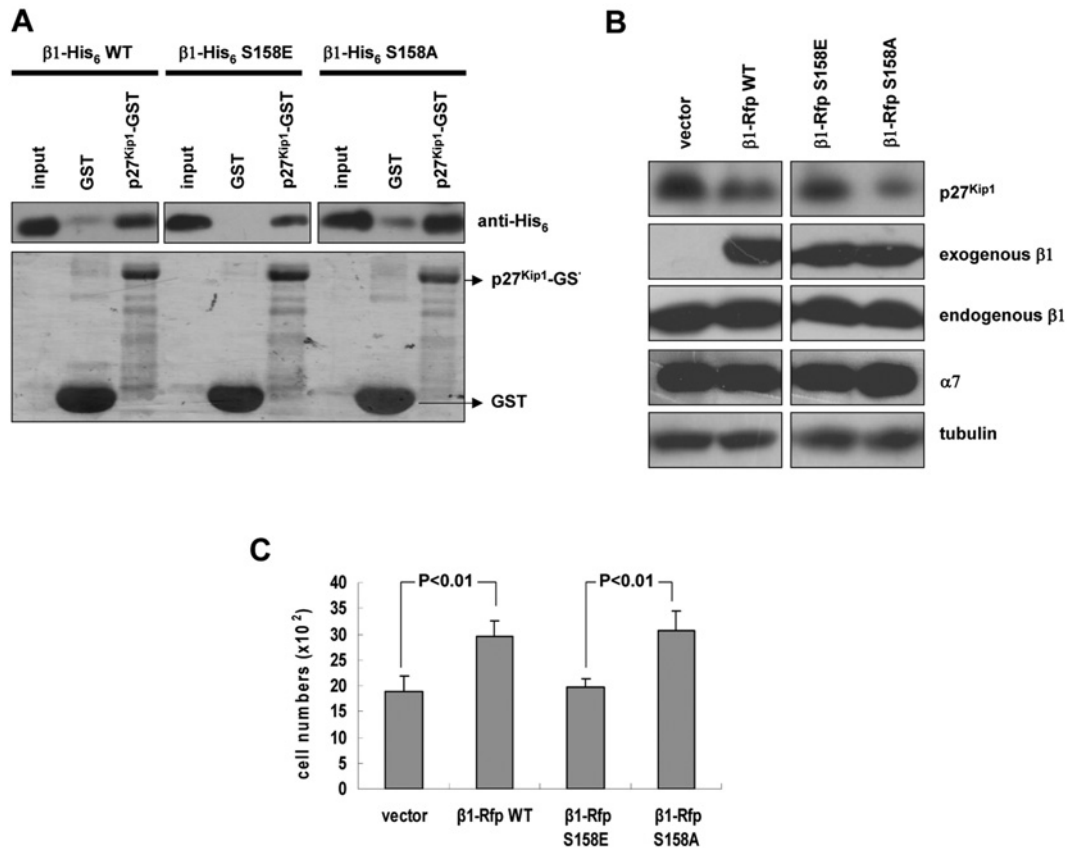 A
β1-His₆ WT
β1-His₆ S158E
β1-His₆ S158A
input
GST
p27ᴷⁱᵖ¹-GST
input
GST
p27ᴷⁱᵖ¹-GST
input
GST
p27ᴷⁱᵖ¹-GST
anti-His₆
p27ᴷⁱᵖ¹-GS
GST
B
vector
β1-Rfp WT
β1-Rfp S158E
β1-Rfp S158A
p27ᴷⁱᵖ¹
exogenous β1
endogenous β1
α7
tubulin
C
cell numbers (x10²)
40
35
30
25
20
15
10
5
0
P<0.01
P<0.01
vector
β1-Rfp WT
β1-Rfp
S158E
β1-Rfp
S158A